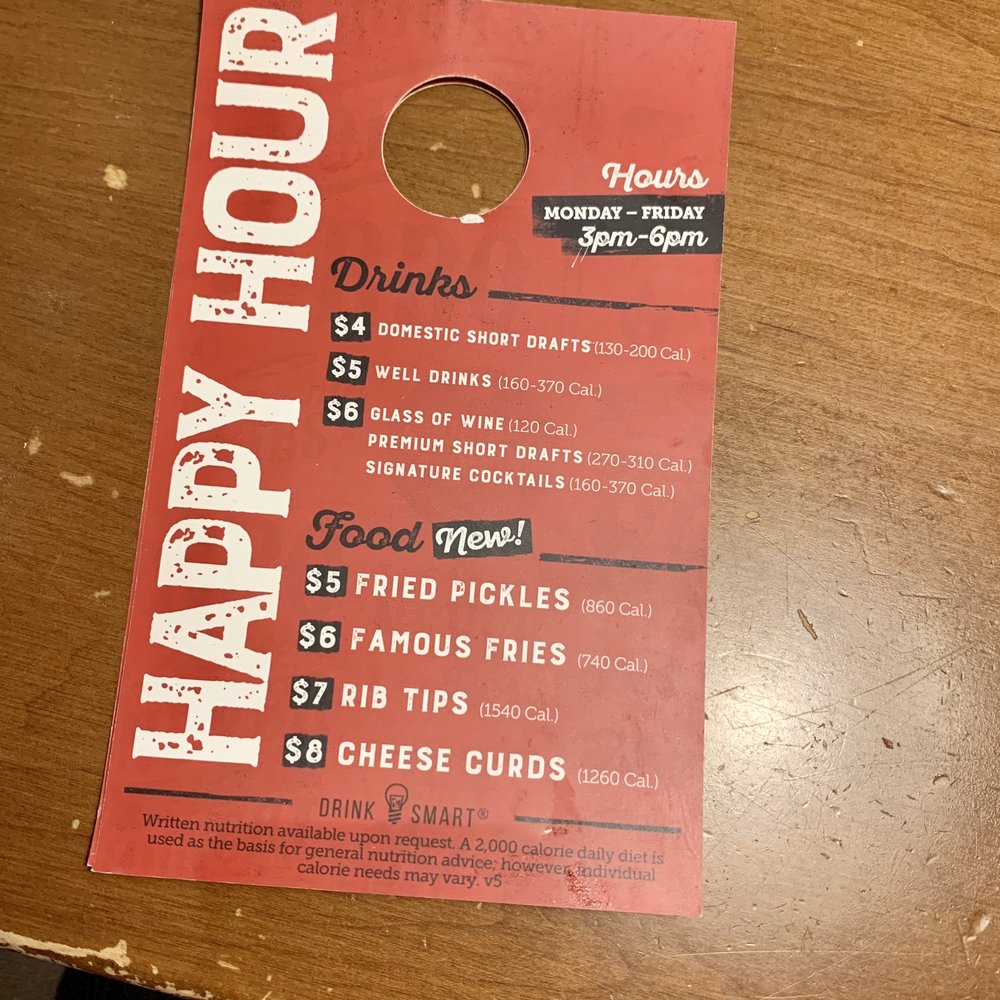 HAPPY HOUR
Hours
MONDAY – FRIDAY
3pm-6pm
Drinks
$4 DOMESTIC SHORT DRAFTS (130-200 Cal.)
$5 WELL DRINKS (160-370 Cal.)
$6 GLASS OF WINE (120 Cal.)
PREMIUM SHORT DRAFTS (270-310 Cal.)
SIGNATURE COCKTAILS (160-370 Cal.)
Food New!
$5 FRIED PICKLES (860 Cal.)
$6 FAMOUS FRIES (740 Cal.)
$7 RIB TIPS (1540 Cal.)
$8 CHEESE CURDS (1260 Cal.)
DRINK SMART®
Written nutrition available upon request. A 2,000 calorie daily diet is
used as the basis for general nutrition advice; however, individual
calorie needs may vary. v5